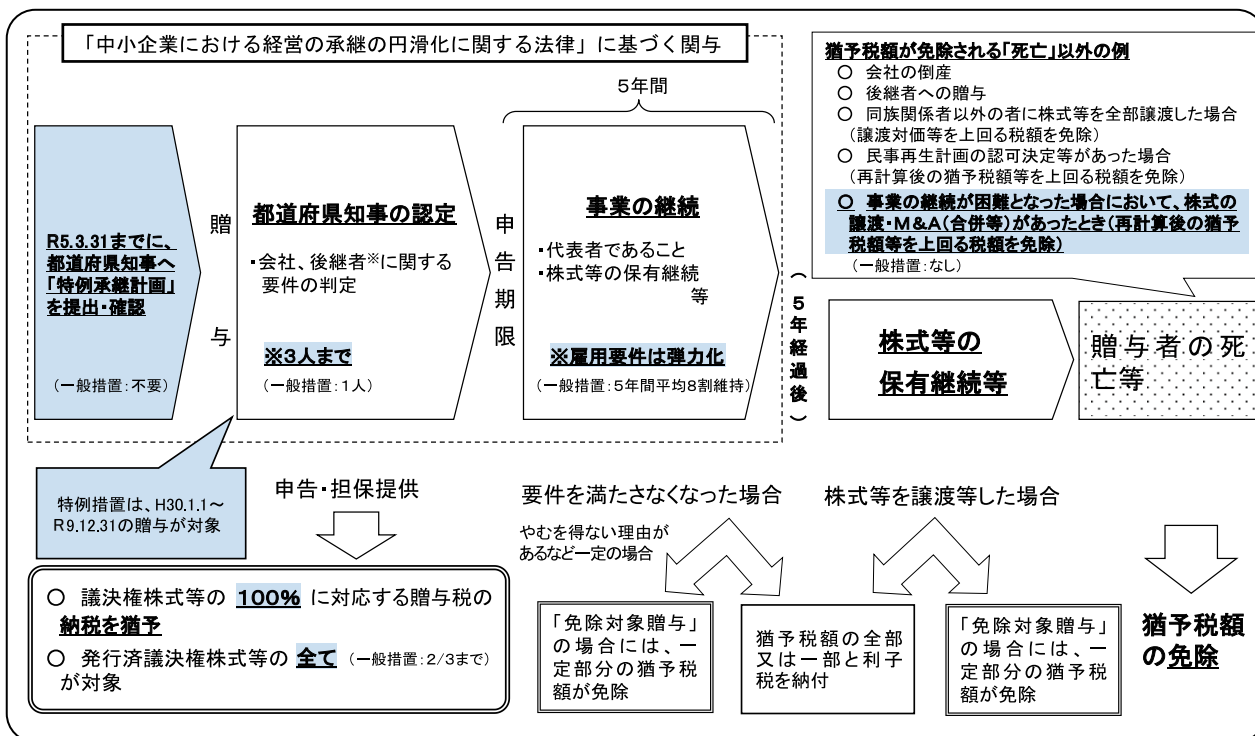 「中小企業における経営の承継の円滑化に関する法律」に基づく関与
5年間
R5.3.31までに、
都道府県知事へ
「特例承継計画」
を提出・確認
(一般措置:不要)
贈
与
都道府県知事の認定
・会社、後継者※に関する
要件の判定
※3人まで
(一般措置:1人)
申
告
期
限
事業の継続
・代表者であること
・株式等の保有継続
等
※雇用要件は弾力化
(一般措置:5年間平均8割維持)
(5年経過後)
猶予税額が免除される「死亡」以外の例
○ 会社の倒産
○ 後継者への贈与
○ 同族関係者以外の者に株式等を全部譲渡した場合
(譲渡対価等を上回る税額を免除)
○ 民事再生計画の認可決定等があった場合
(再計算後の猶予税額等を上回る税額を免除)
○ 事業の継続が困難となった場合において、株式の
譲渡・M&A(合併等)があったとき(再計算後の猶予
税額等を上回る税額を免除)
(一般措置:なし)
株式等の
保有継続等
贈与者の死
亡等
特例措置は、H30.1.1~
R9.12.31の贈与が対象
申告・担保提供
○ 議決権株式等の 100% に対応する贈与税の
納税を猶予
○ 発行済議決権株式等の 全て (一般措置:2/3まで)
が対象
要件を満たさなくなった場合
やむを得ない理由が
あるなど一定の場合
株式等を譲渡等した場合
「免除対象贈与」
の場合には、一
定部分の猶予税
額が免除
猶予税額の全部
又は一部と利子
税を納付
「免除対象贈与」
の場合には、一
定部分の猶予税
額が免除
猶予税額
の免除